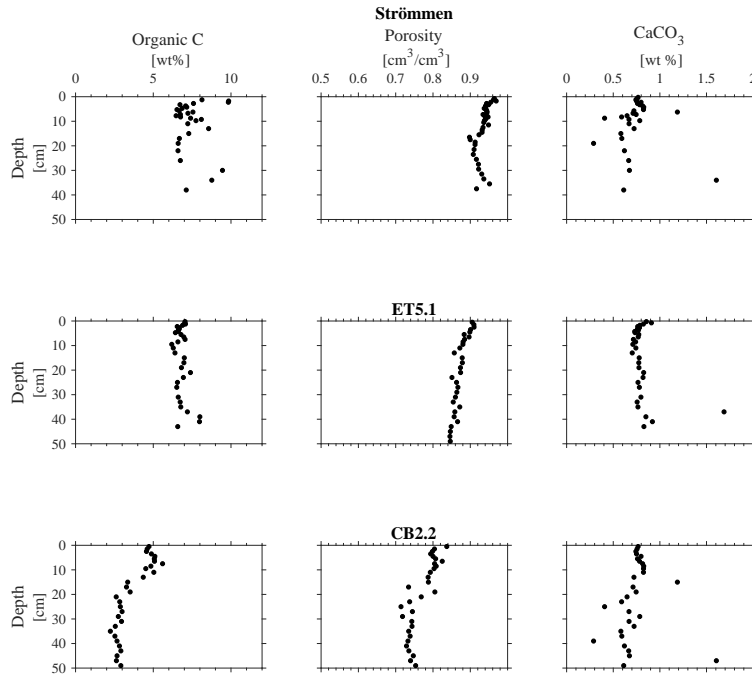 Strömmen
Organic C
[wt%]
Porosity
[cm³/cm³]
CaCO₃
[wt %]
0 5 10
0.5 0.6 0.7 0.8 0.9
0 0.5 1 1.5 2
Depth
[cm]
0
10
20
30
40
50
ET5.1
Depth
[cm]
0
10
20
30
40
50
CB2.2
Depth
[cm]
0
10
20
30
40
50